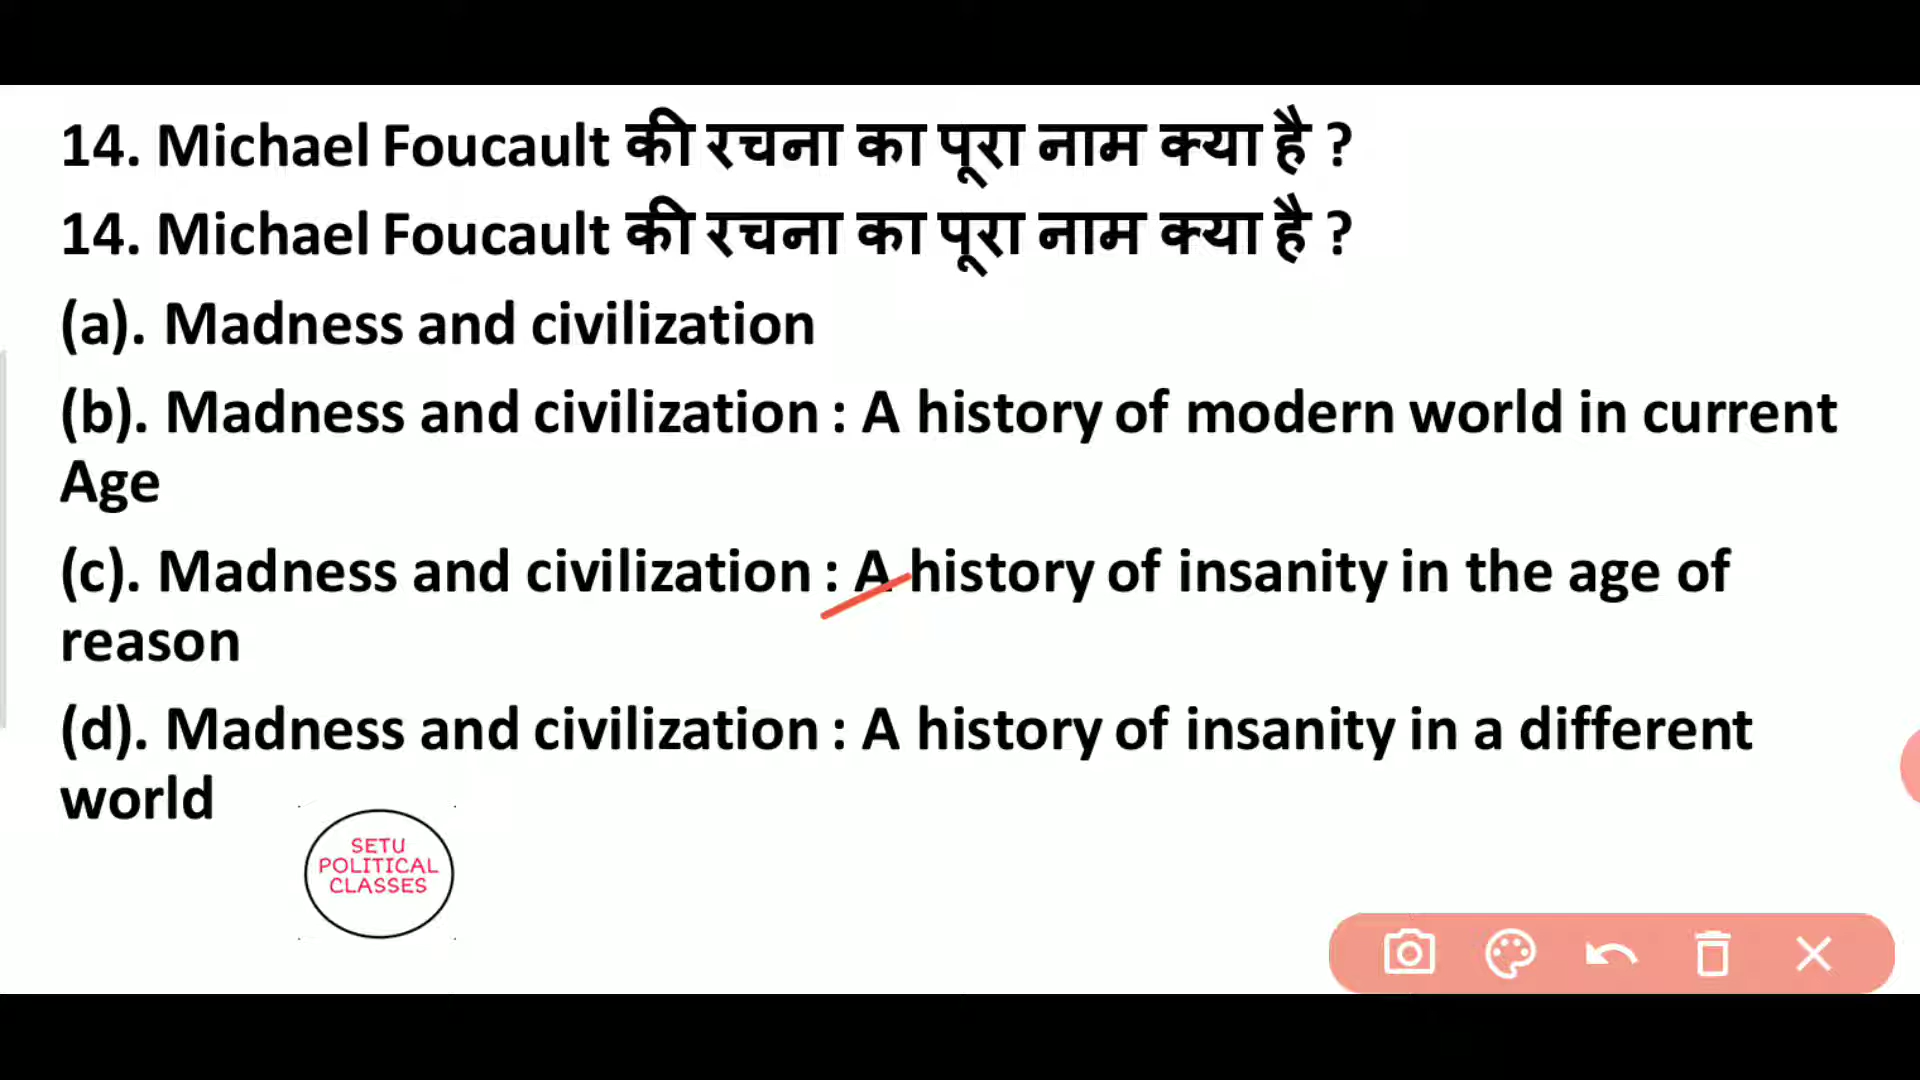 14. Michael Foucault की रचना का पूरा नाम क्या है ?
14. Michael Foucault की रचना का पूरा नाम क्या है ?
(a). Madness and civilization
(b). Madness and civilization : A history of modern world in current
Age
(c). Madness and civilization : A history of insanity in the age of
reason
(d). Madness and civilization : A history of insanity in a different
world
SETU
POLITICAL
CLASSES